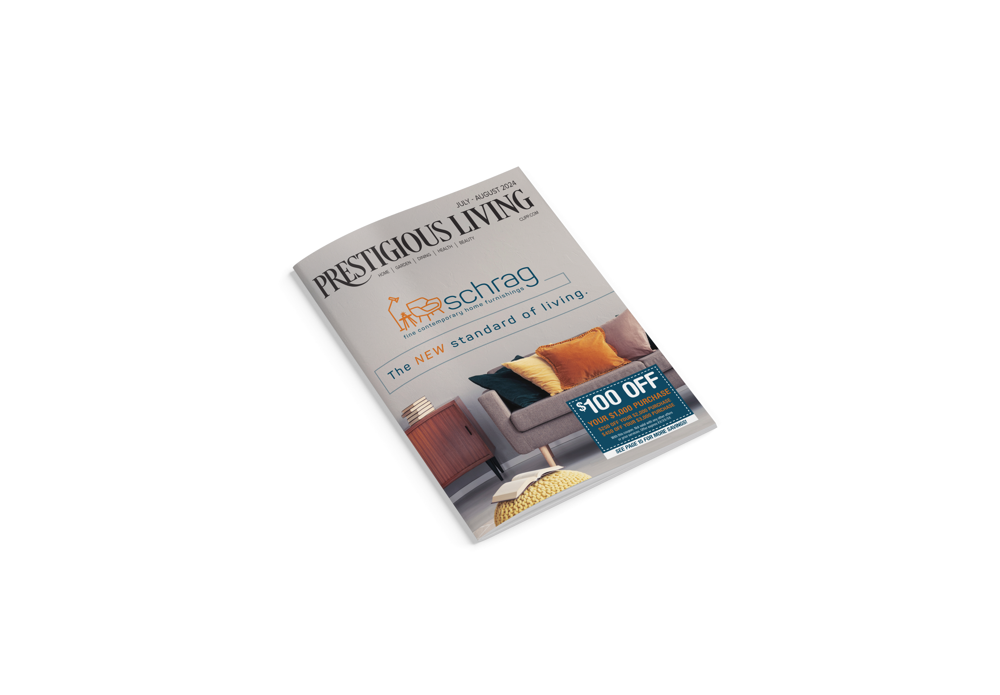 JULY - AUGUST 2024
PRESTIGIOUS LIVING
CLIPP.COM
HOME | GARDEN | DINING | HEALTH | BEAUTY
schrag
fine contemporary home furnishings
The NEW standard of living.
$100 OFF
YOUR $1,000 PURCHASE
$250 OFF YOUR $2,000 PURCHASE
$450 OFF YOUR $3,000 PURCHASE
With this coupon. Not valid with any other offers
or prior services. Offer expires XX/XX/XX.
SEE PAGE 15 FOR MORE SAVINGS!